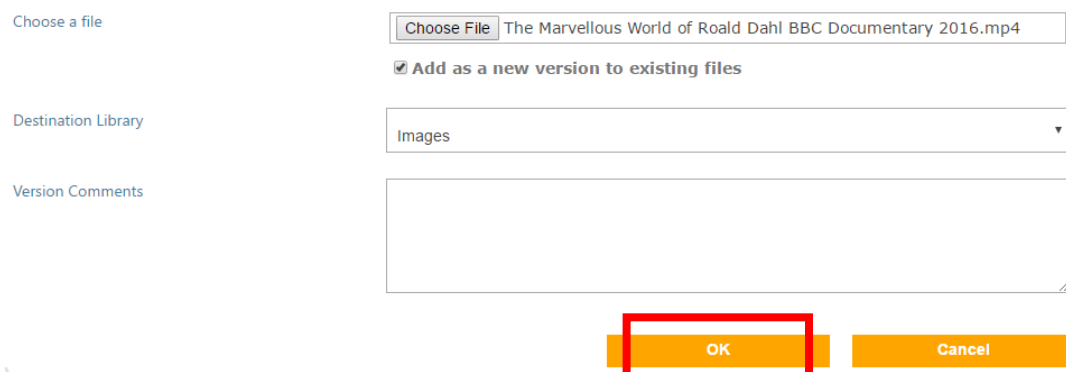 Choose a file
Choose File The Marvellous World of Roald Dahl BBC Documentary 2016.mp4
Add as a new version to existing files
Destination Library
Images
Version Comments
OK Cancel